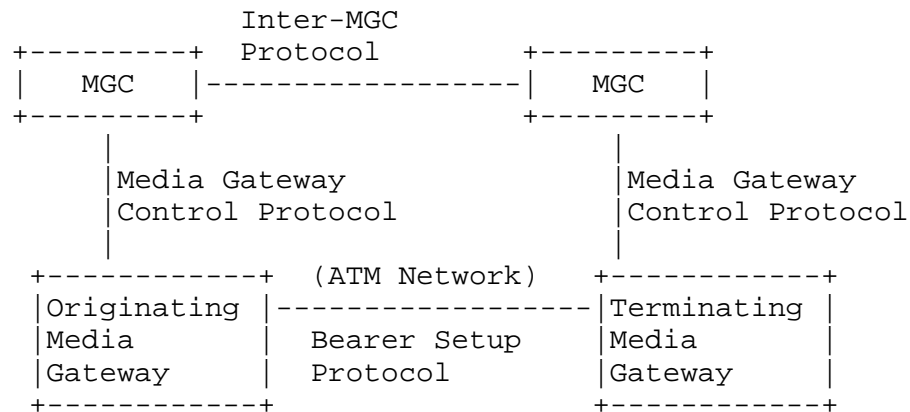 Inter-MGC
Protocol
MGC
MGC
Media Gateway
Control Protocol
Media Gateway
Control Protocol
(ATM Network)
Originating
Media
Gateway
Bearer Setup
Protocol
Terminating
Media
Gateway